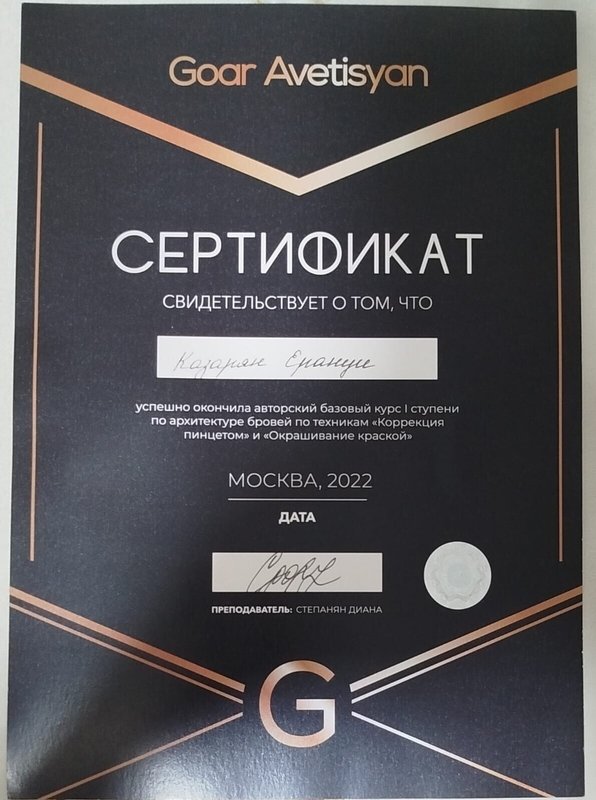 Goar Avetisyan
СЕРТИФИКАТ
СВИДЕТЕЛЬСТВУЕТ О ТОМ, ЧТО
Казарян Ерануи
успешно окончила авторский базовый курс I ступени
по архитектуре бровей по техникам «Коррекция
пинцетом» и «Окрашивание краской»
МОСКВА, 2022
ДАТА
ПРЕПОДАВАТЕЛЬ: СТЕПАНЯН ДИАНА
G